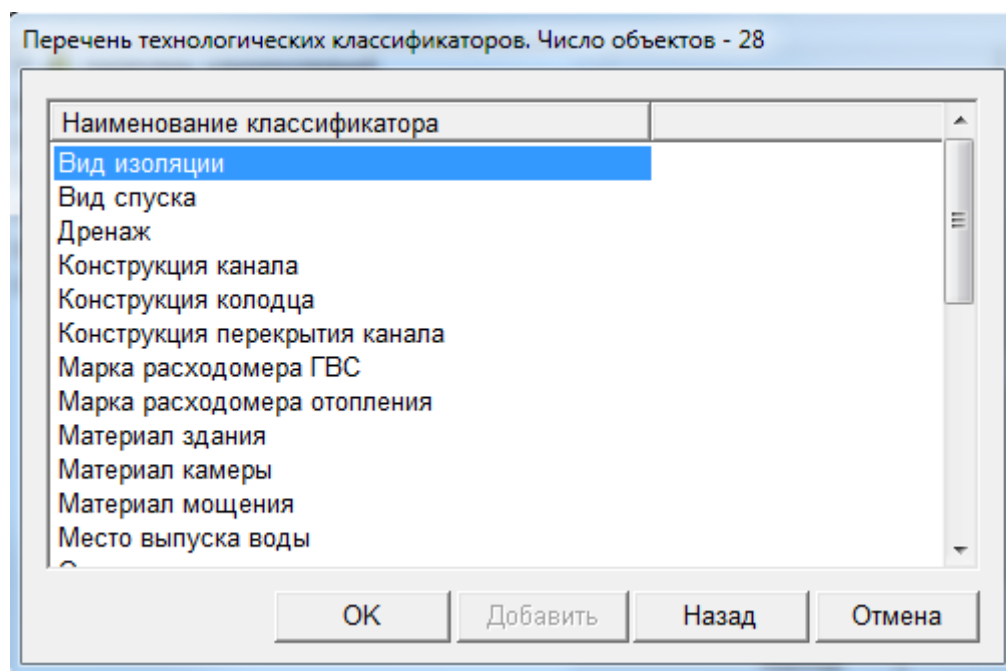 Перечень технологических классификаторов. Число объектов - 28
Наименование классификатора
Вид изоляции
Вид спуска
Дренаж
Конструкция канала
Конструкция колодца
Конструкция перекрытия канала
Марка расходомера ГВС
Марка расходомера отопления
Материал здания
Материал камеры
Материал мощения
Место выпуска воды
OK Добавить Назад Отмена